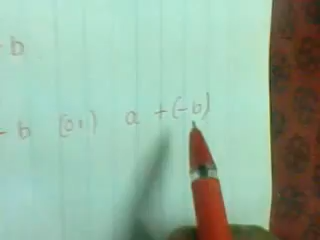 - b
- b (or) a + (-b)